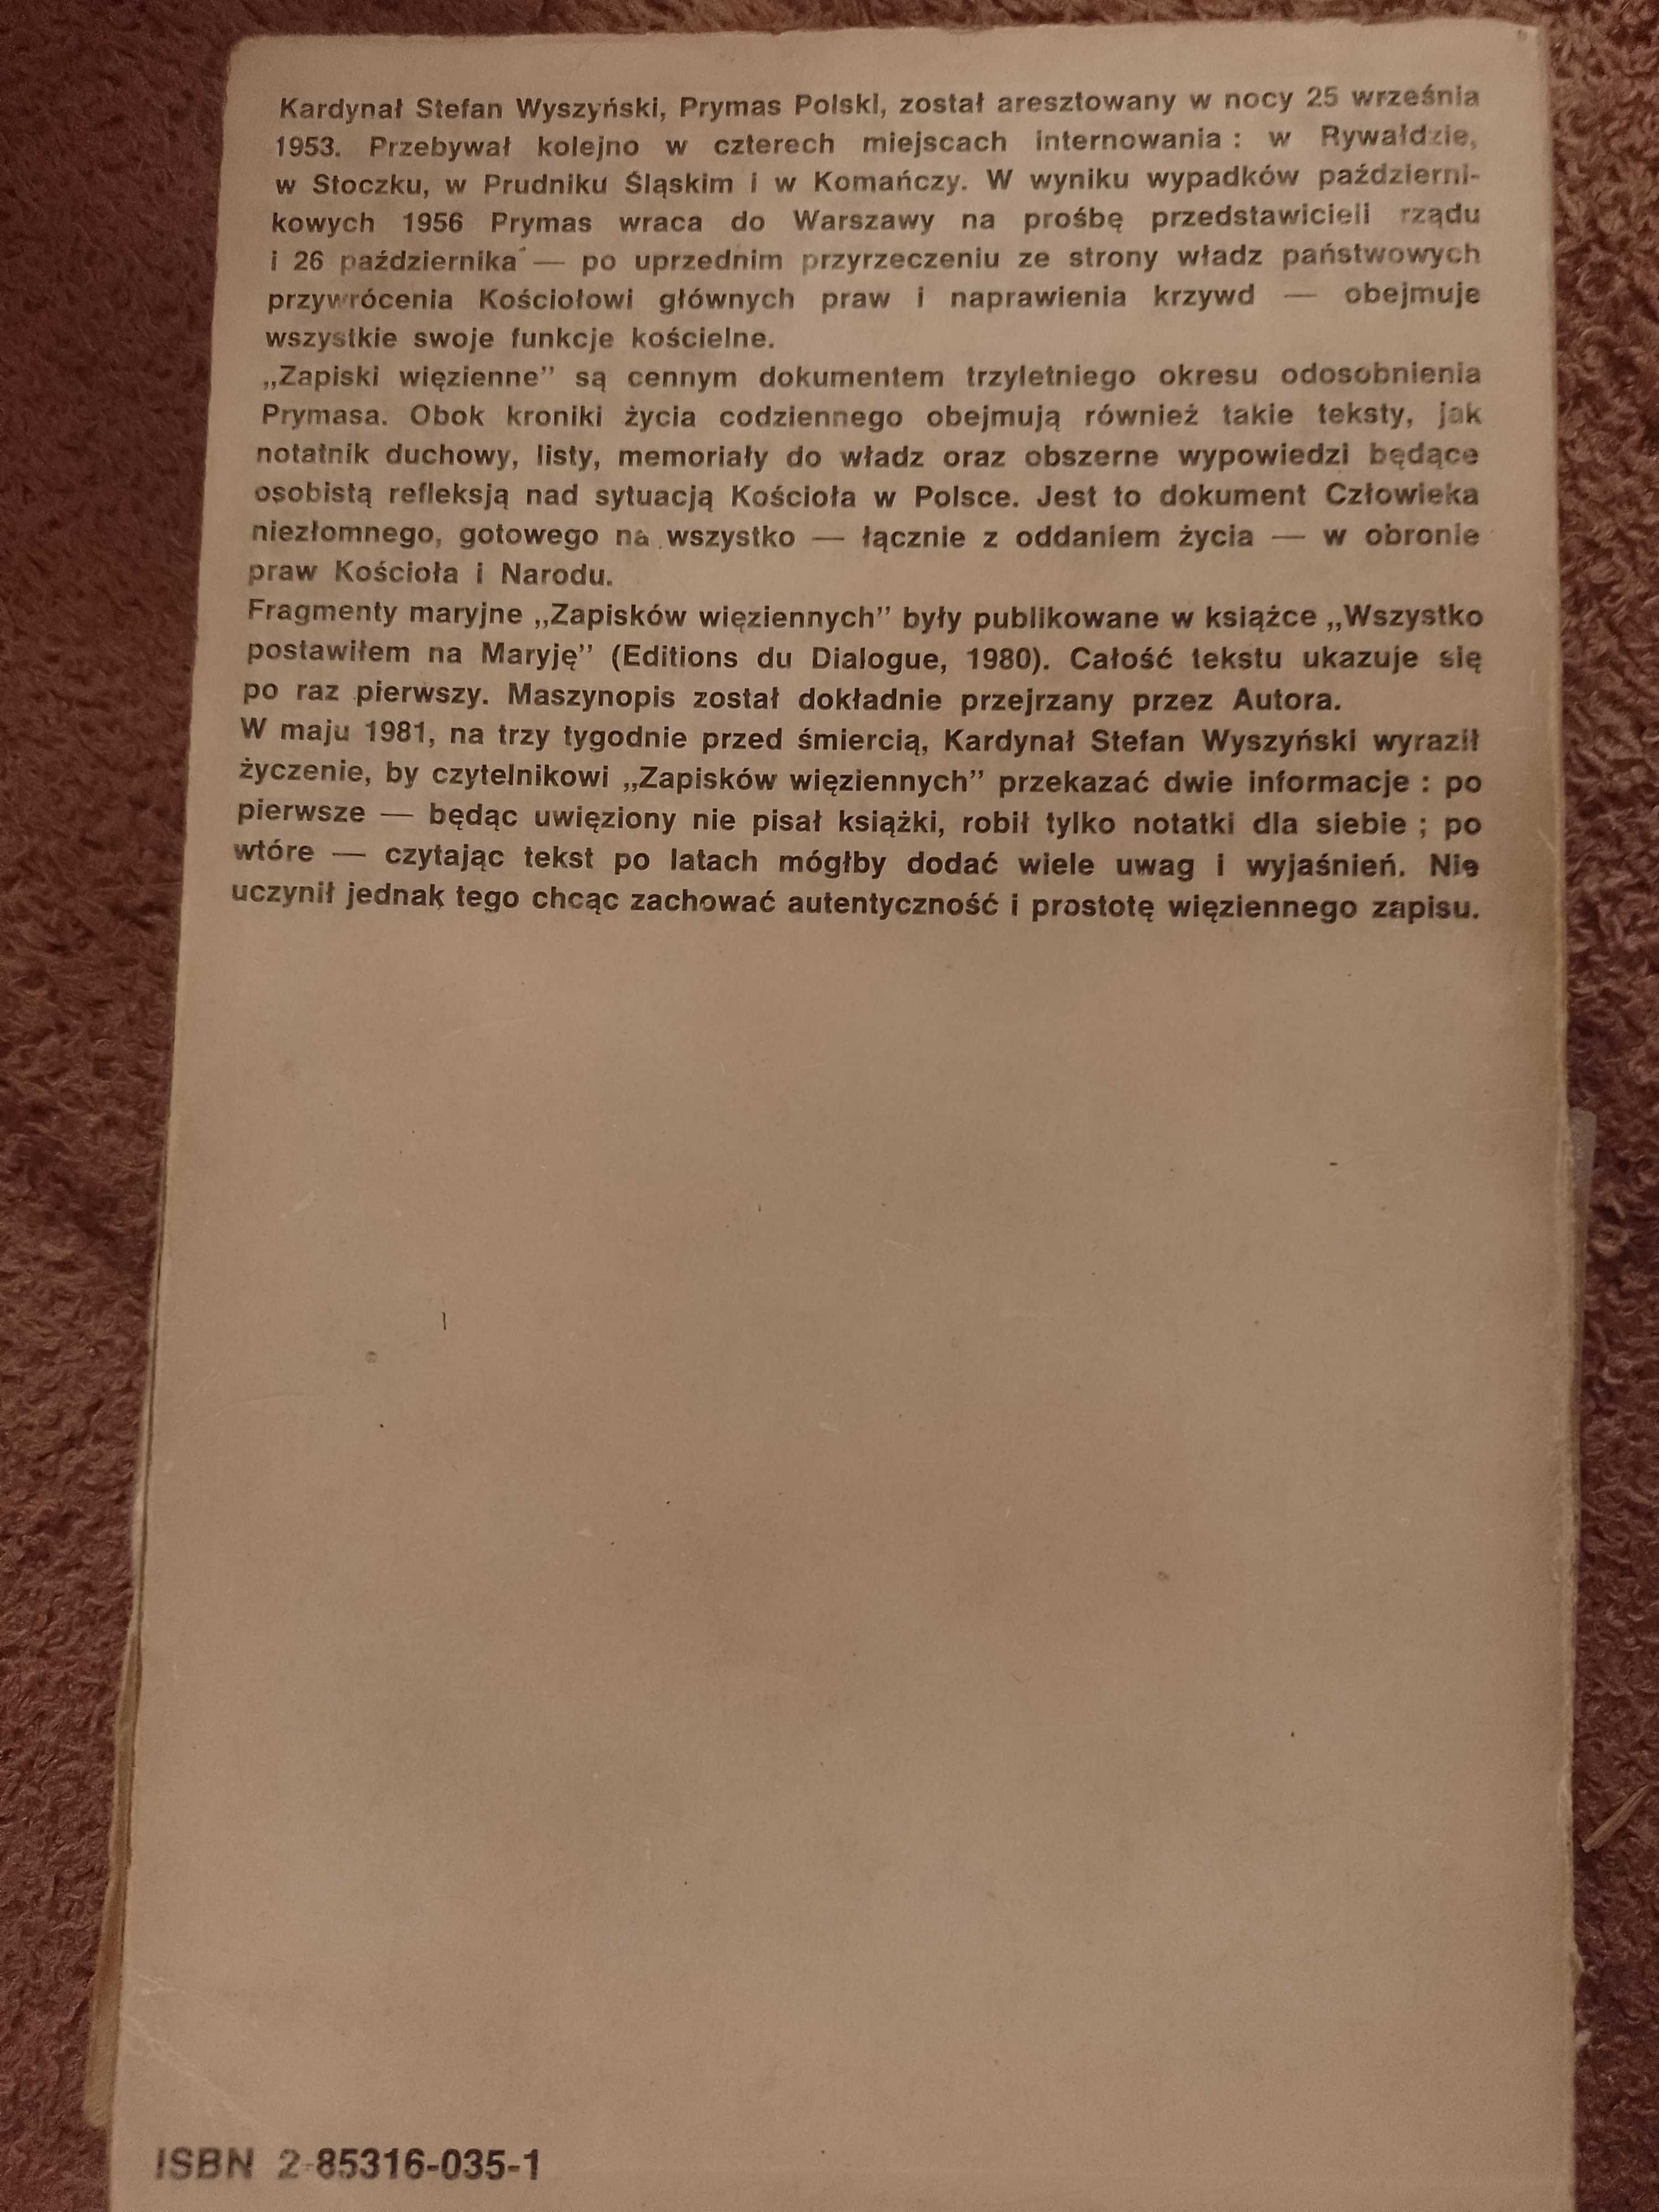 Kardynał Stefan Wyszyński, Prymas Polski, został aresztowany w nocy 25 września
1953. Przebywał kolejno w czterech miejscach internowania : w Rywałdzie,
w Stoczku, w Prudniku Śląskim i w Komańczy. W wyniku wypadków październi-
kowych 1956 Prymas wraca do Warszawy na prośbę przedstawicieli rządu
i 26 października — po uprzednim przyrzeczeniu ze strony władz państwowych
przywrócenia Kościołowi głównych praw i naprawienia krzywd — obejmuje
wszystkie swoje funkcje kościelne.
„Zapiski więzienne” są cennym dokumentem trzyletniego okresu odosobnienia
Prymasa. Obok kroniki życia codziennego obejmują również takie teksty, jak
notatnik duchowy, listy, memoriały do władz oraz obszerne wypowiedzi będące
osobistą refleksją nad sytuacją Kościoła w Polsce. Jest to dokument Człowieka
niezłomnego, gotowego na wszystko — łącznie z oddaniem życia — w obronie
praw Kościoła i Narodu.
Fragmenty maryjne „Zapisków więziennych” były publikowane w książce „Wszystko
postawiłem na Maryję” (Editions du Dialogue, 1980). Całość tekstu ukazuje się
po raz pierwszy. Maszynopis został dokładnie przejrzany przez Autora.
W maju 1981, na trzy tygodnie przed śmiercią, Kardynał Stefan Wyszyński wyraził
życzenie, by czytelnikowi „Zapisków więziennych” przekazać dwie informacje : po
pierwsze — będąc uwięziony nie pisał książki, robił tylko notatki dla siebie ; po
wtóre — czytając tekst po latach mógłby dodać wiele uwag i wyjaśnień. Nie
uczynił jednak tego chcąc zachować autentyczność i prostotę więziennego zapisu.
ISBN 2-85316-035-1